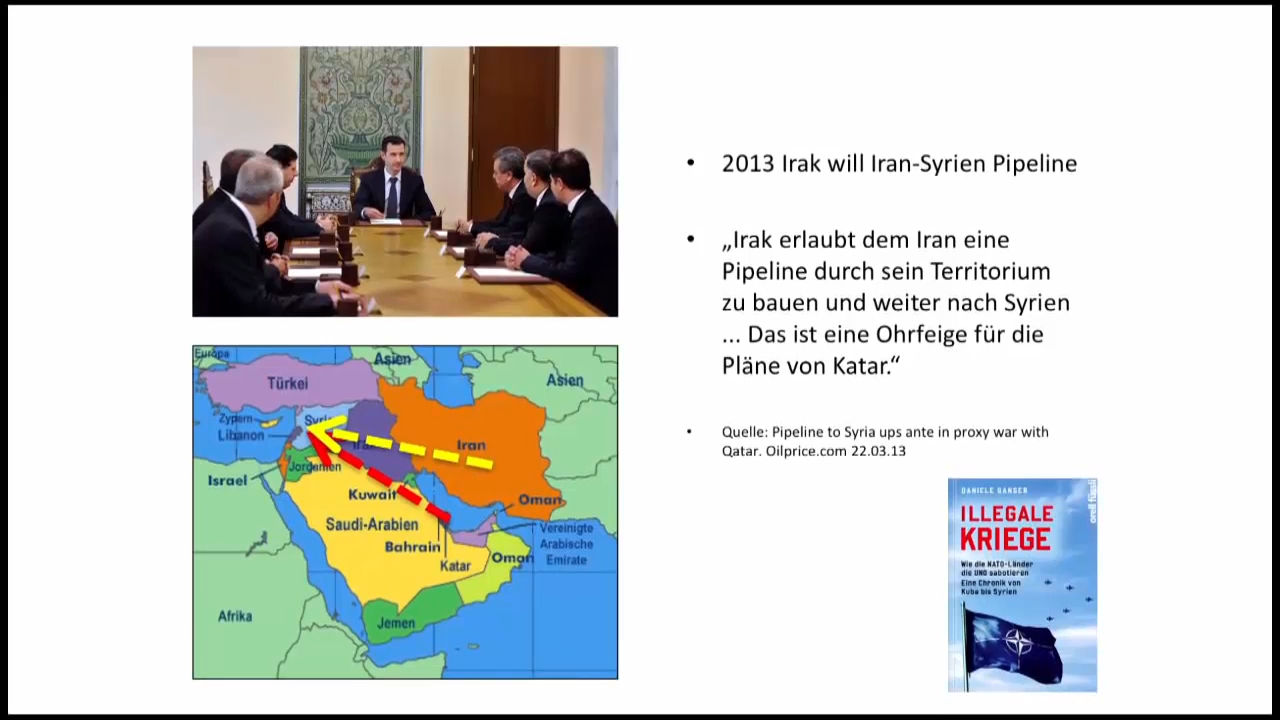 • 2013 Irak will Iran-Syrien Pipeline
• „Irak erlaubt dem Iran eine
Pipeline durch sein Territorium
zu bauen und weiter nach Syrien
... Das ist eine Ohrfeige für die
Pläne von Katar.“
• Quelle: Pipeline to Syria ups ante in proxy war with
Qatar. Oilprice.com 22.03.13
Europa
Asien
Türkei
Asien
Zypern
Syrien
Libanon
Irak
Iran
Jordanien
Israel
Kuwait
Oman
Saudi-Arabien
Vereinigte
Arabische
Emirate
Bahrain
Katar
Oman
Afrika
Jemen
DANIELE GANSER
orell füssli
ILLEGALE
KRIEGE
Wie die NATO-Länder
die UNO sabotieren
Eine Chronik von
Kuba bis Syrien